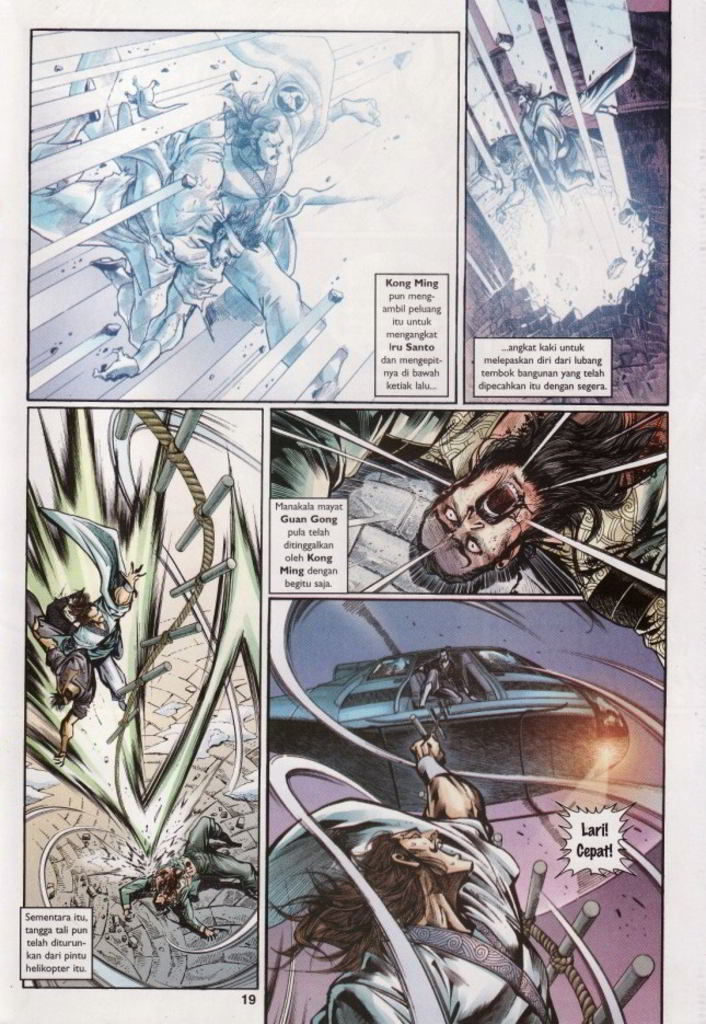 Kong Ming
pun meng-
ambil peluang
itu untuk
mengangkat
Iru Santo
dan mengepit-
nya di bawah
ketiak lalu...
...angkat kaki untuk
melepaskan diri dari lubang
tembok bangunan yang telah
dipecahkan itu dengan segera.
Manakala mayat
Guan Gong
pula telah
ditinggalkan
oleh Kong
Ming dengan
begitu saja.
Sementara itu,
tangga tali pun
telah diturun-
kan dari pintu
helikopter itu.
Lari!
Cepat!
19